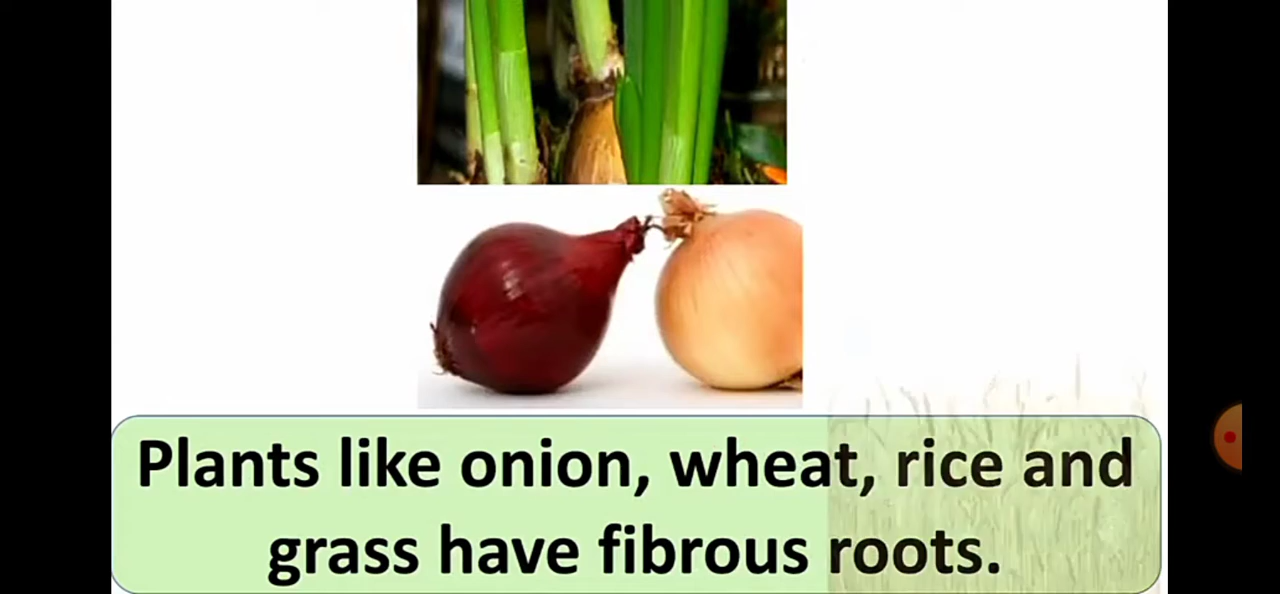 Plants like onion, wheat, rice and
grass have fibrous roots.